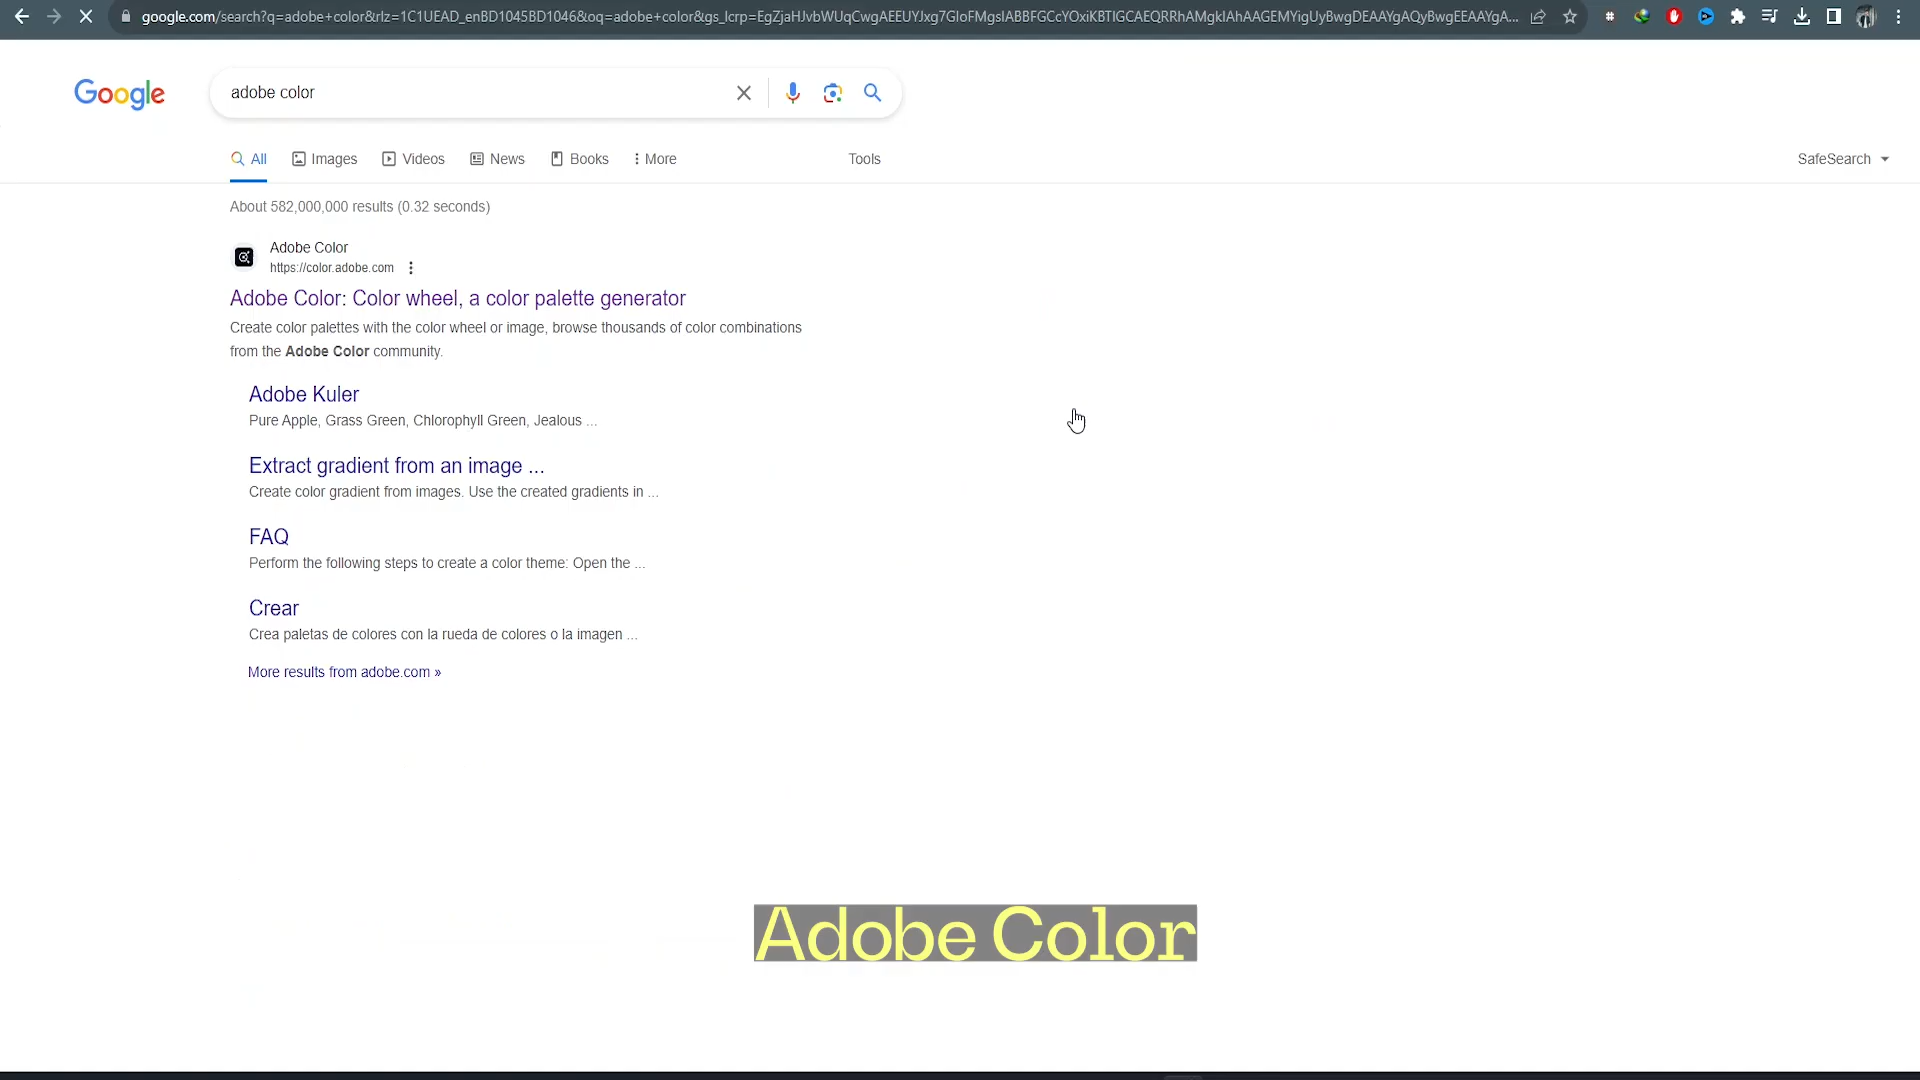 google.com/search?q=adobe+color&rlz=1C1UEAD_enBD1045BD1046&oq=adobe+color&gs_lcrp=EgZjaHJvbWUqCwgAEEUYJxg7GIoFMgsIABBFGCcYOxiKBTIGCAEQRRhAMgkIAhAAGEMYigUyBwgDEAAYgAQyBwgEEAAYgA...
Google
adobe color
All Images Videos News Books More Tools SafeSearch
About 582,000,000 results (0.32 seconds)
Adobe Color
https://color.adobe.com
Adobe Color: Color wheel, a color palette generator
Create color palettes with the color wheel or image, browse thousands of color combinations
from the Adobe Color community.
Adobe Kuler
Pure Apple, Grass Green, Chlorophyll Green, Jealous ...
Extract gradient from an image ...
Create color gradient from images. Use the created gradients in ...
FAQ
Perform the following steps to create a color theme: Open the ...
Crear
Crea paletas de colores con la rueda de colores o la imagen ...
More results from adobe.com »
Adobe Color